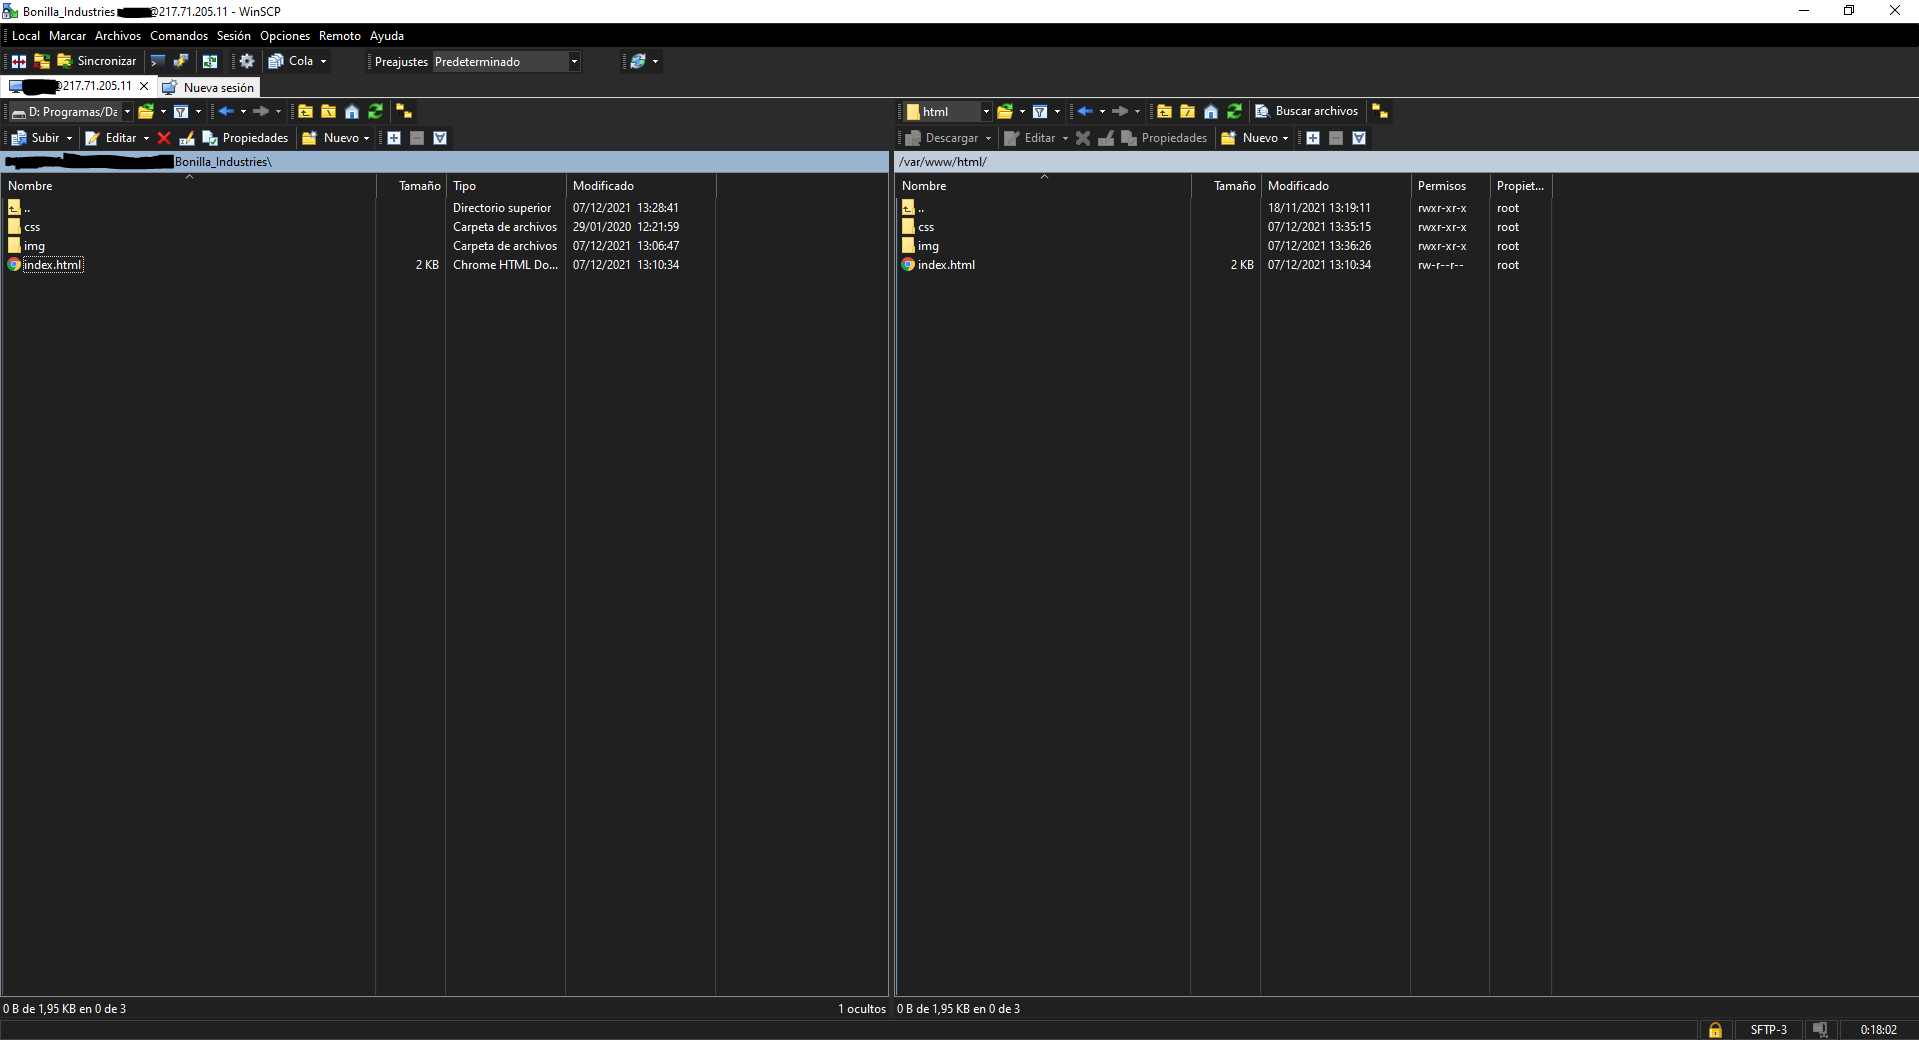 Bonilla_Industries @217.71.205.11 - WinSCP
Local Marcar Archivos Comandos Sesión Opciones Remoto Ayuda
Sincronizar Cola Preajustes Predeterminado
@217.71.205.11 Nueva sesión
D: Programas/Da html Buscar archivos
Subir Editar Propiedades Nuevo Descargar Editar Propiedades Nuevo
Bonilla_Industries\ /var/www/html/
Nombre Tamaño Tipo Modificado Nombre Tamaño Modificado Permisos Propiet...
.. Directorio superior 07/12/2021 13:28:41 .. 18/11/2021 13:19:11 rwxr-xr-x root
css Carpeta de archivos 29/01/2020 12:21:59 css 07/12/2021 13:35:15 rwxr-xr-x root
img Carpeta de archivos 07/12/2021 13:06:47 img 07/12/2021 13:36:26 rwxr-xr-x root
index.html 2 KB Chrome HTML Do... 07/12/2021 13:10:34 index.html 2 KB 07/12/2021 13:10:34 rw-r--r-- root
0 B de 1,95 KB en 0 de 3 1 ocultos 0 B de 1,95 KB en 0 de 3
SFTP-3 0:18:02